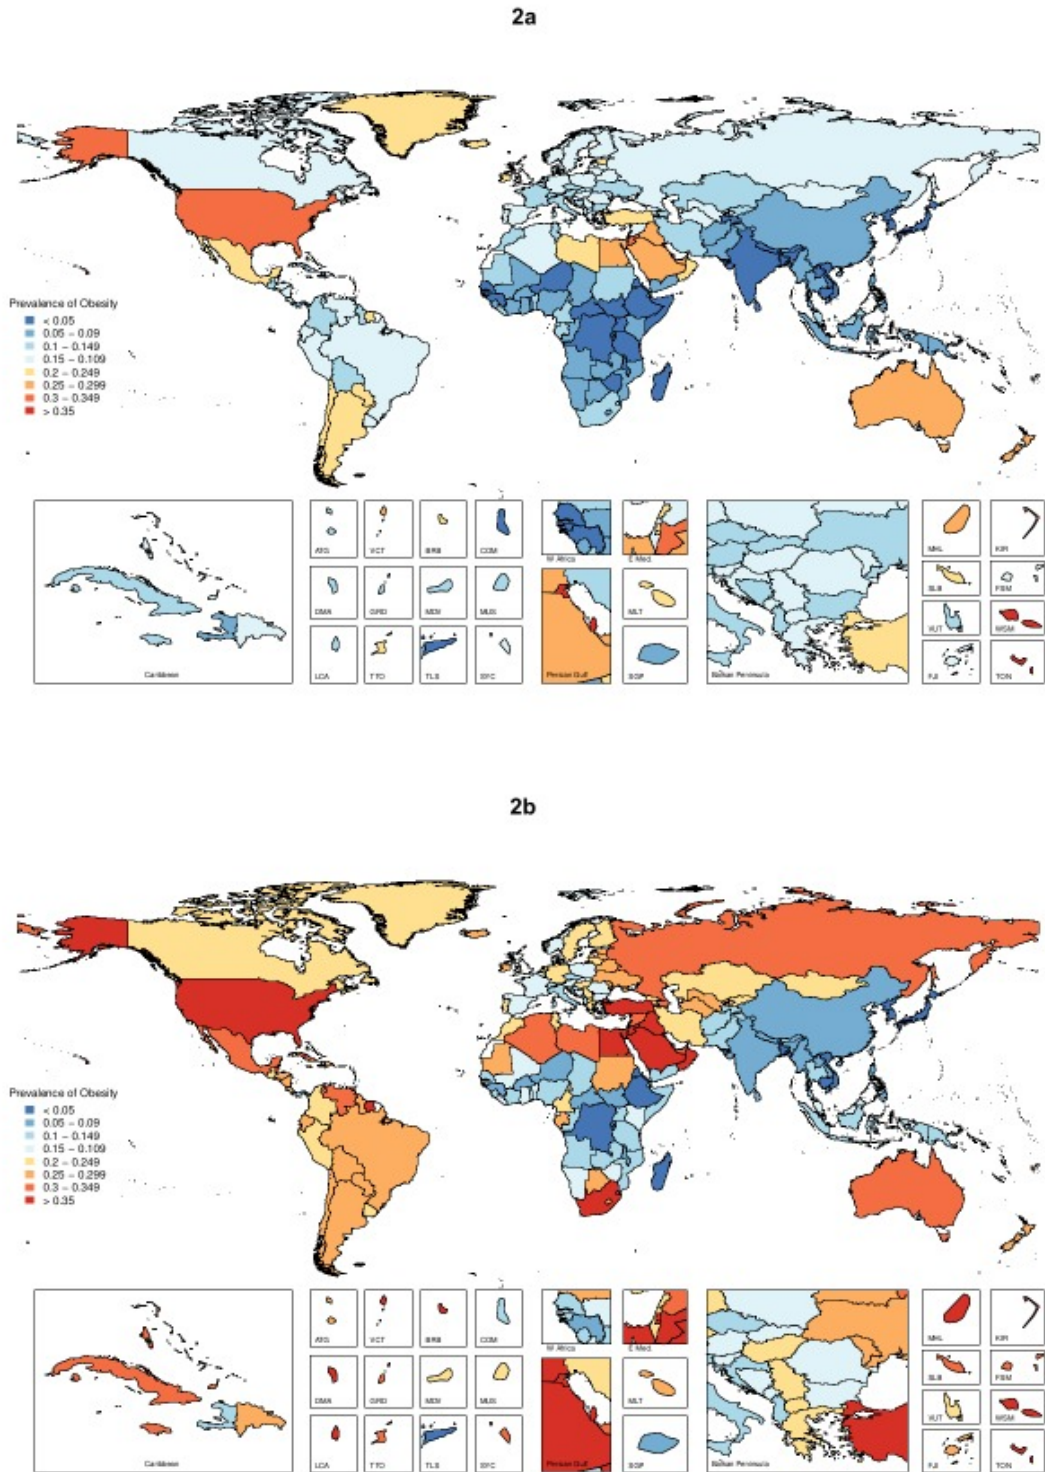 2a
Prevalence of Obesity
< 0.05
0.05 – 0.09
0.1 – 0.149
0.15 – 0.109
0.2 – 0.249
0.25 – 0.299
0.3 – 0.349
> 0.35
Caribbean
ATG
VCT
BRB
COM
DMA
GRD
MDV
MUS
LCA
TTO
TLS
SYC
W Africa
E Med.
Persian Gulf
MLT
SGP
Balkan Peninsula
MHL
KIR
SLB
FSM
VUT
WSM
FJI
TON
2b
Prevalence of Obesity
< 0.05
0.05 – 0.09
0.1 – 0.149
0.15 – 0.109
0.2 – 0.249
0.25 – 0.299
0.3 – 0.349
> 0.35
Caribbean
ATG
VCT
BRB
COM
DMA
GRD
MDV
MUS
LCA
TTO
TLS
SYC
W Africa
E Med.
Persian Gulf
MLT
SGP
Balkan Peninsula
MHL
KIR
SLB
FSM
VUT
WSM
FJI
TON